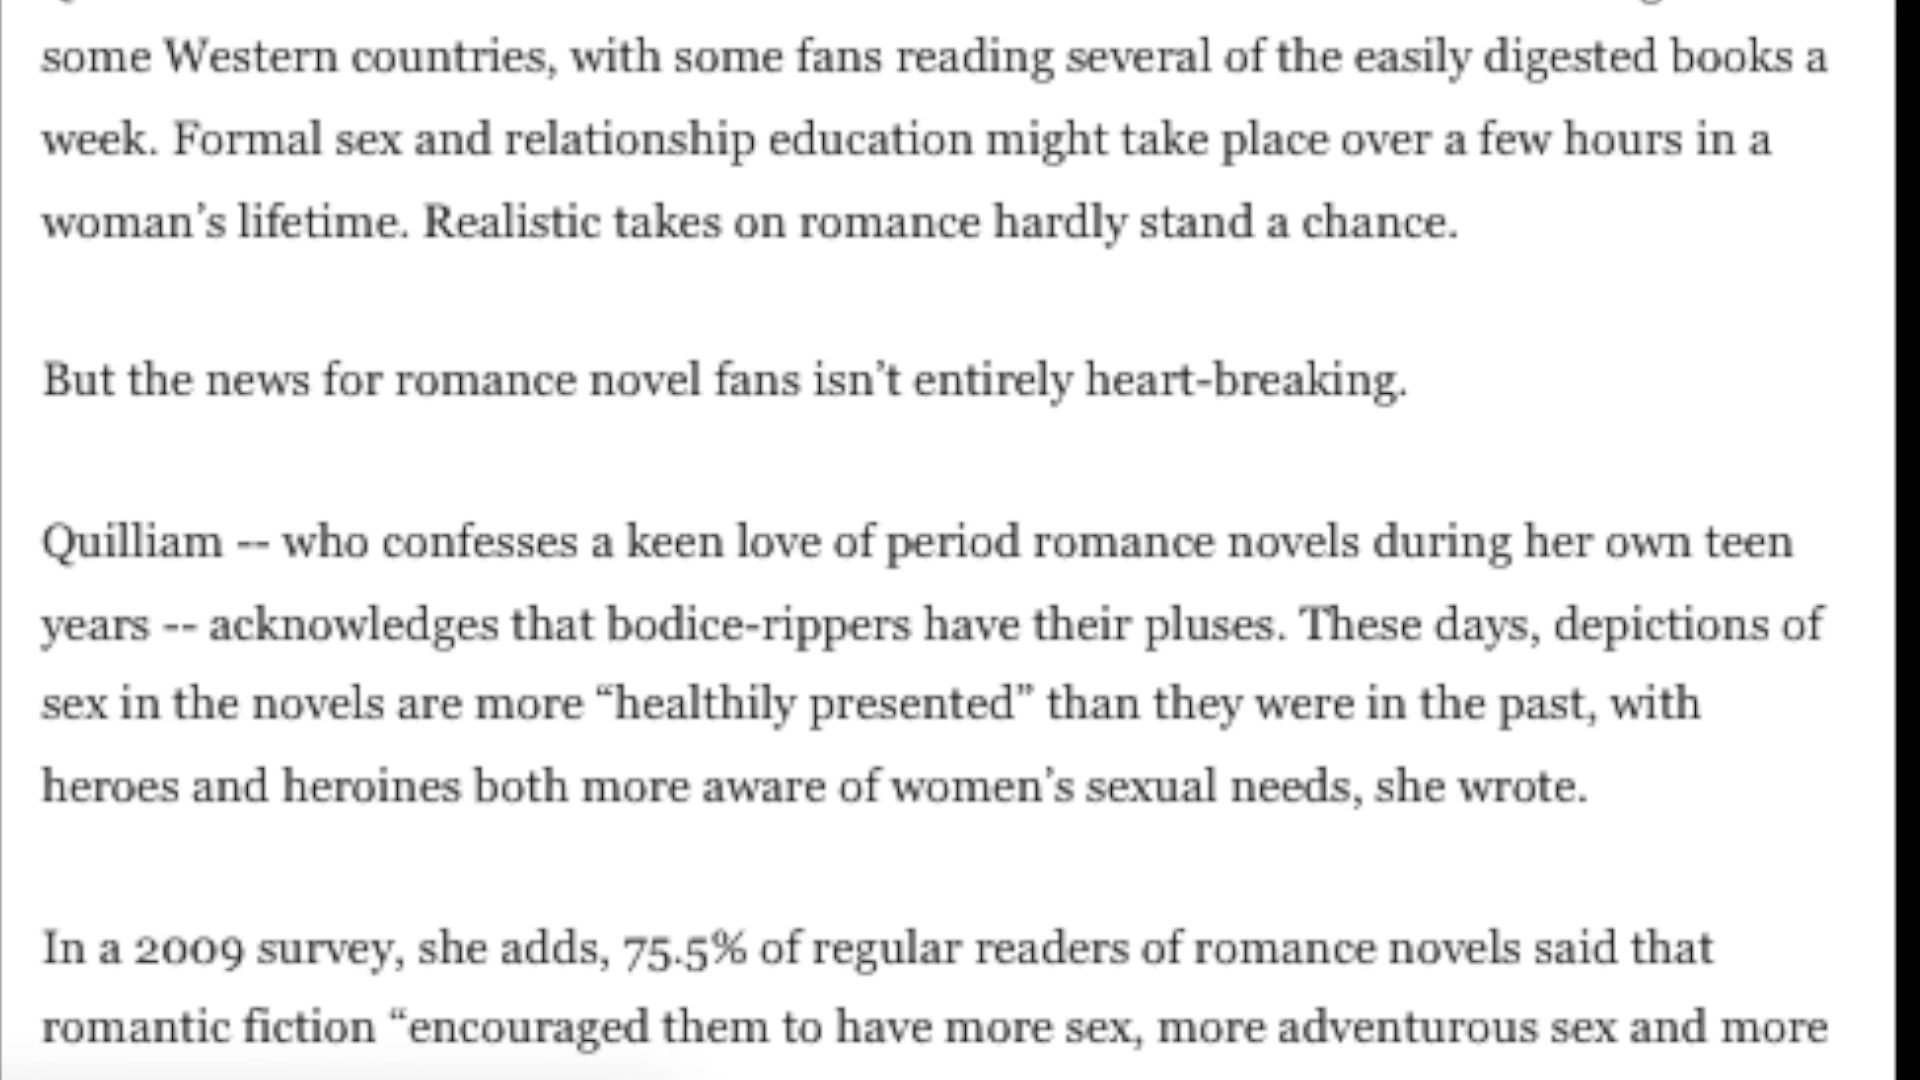 some Western countries, with some fans reading several of the easily digested books a
week. Formal sex and relationship education might take place over a few hours in a
woman’s lifetime. Realistic takes on romance hardly stand a chance.
But the news for romance novel fans isn’t entirely heart-breaking.
Quilliam -- who confesses a keen love of period romance novels during her own teen
years -- acknowledges that bodice-rippers have their pluses. These days, depictions of
sex in the novels are more “healthily presented” than they were in the past, with
heroes and heroines both more aware of women’s sexual needs, she wrote.
In a 2009 survey, she adds, 75.5% of regular readers of romance novels said that
romantic fiction “encouraged them to have more sex, more adventurous sex and more